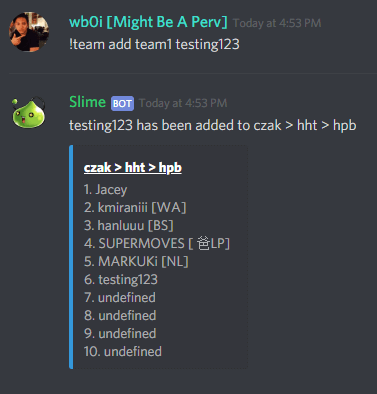 wb0i [Might Be A Perv] Today at 4:53 PM
!team add team1 testing123
Slime BOT Today at 4:53 PM
testing123 has been added to czak > hht > hpb
czak > hht > hpb
1. Jacey
2. kmiraniii [WA]
3. hanluuu [BS]
4. SUPERMOVES [ 爸LP]
5. MARKUKi [NL]
6. testing123
7. undefined
8. undefined
9. undefined
10. undefined